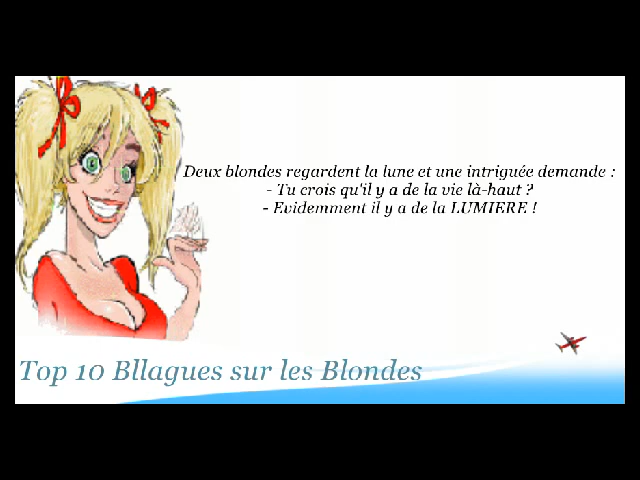 Deux blondes regardent la lune et une intriguée demande :
- Tu crois qu'il y a de la vie là-haut ?
- Evidemment il y a de la LUMIERE !
Top 10 Bllagues sur les Blondes